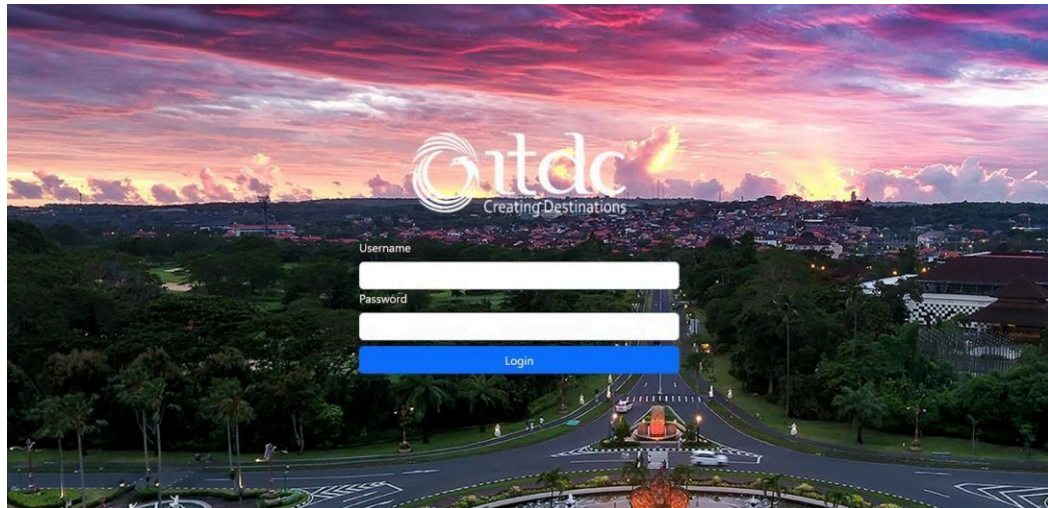 itdc
Creating Destinations
Username
Password
Login